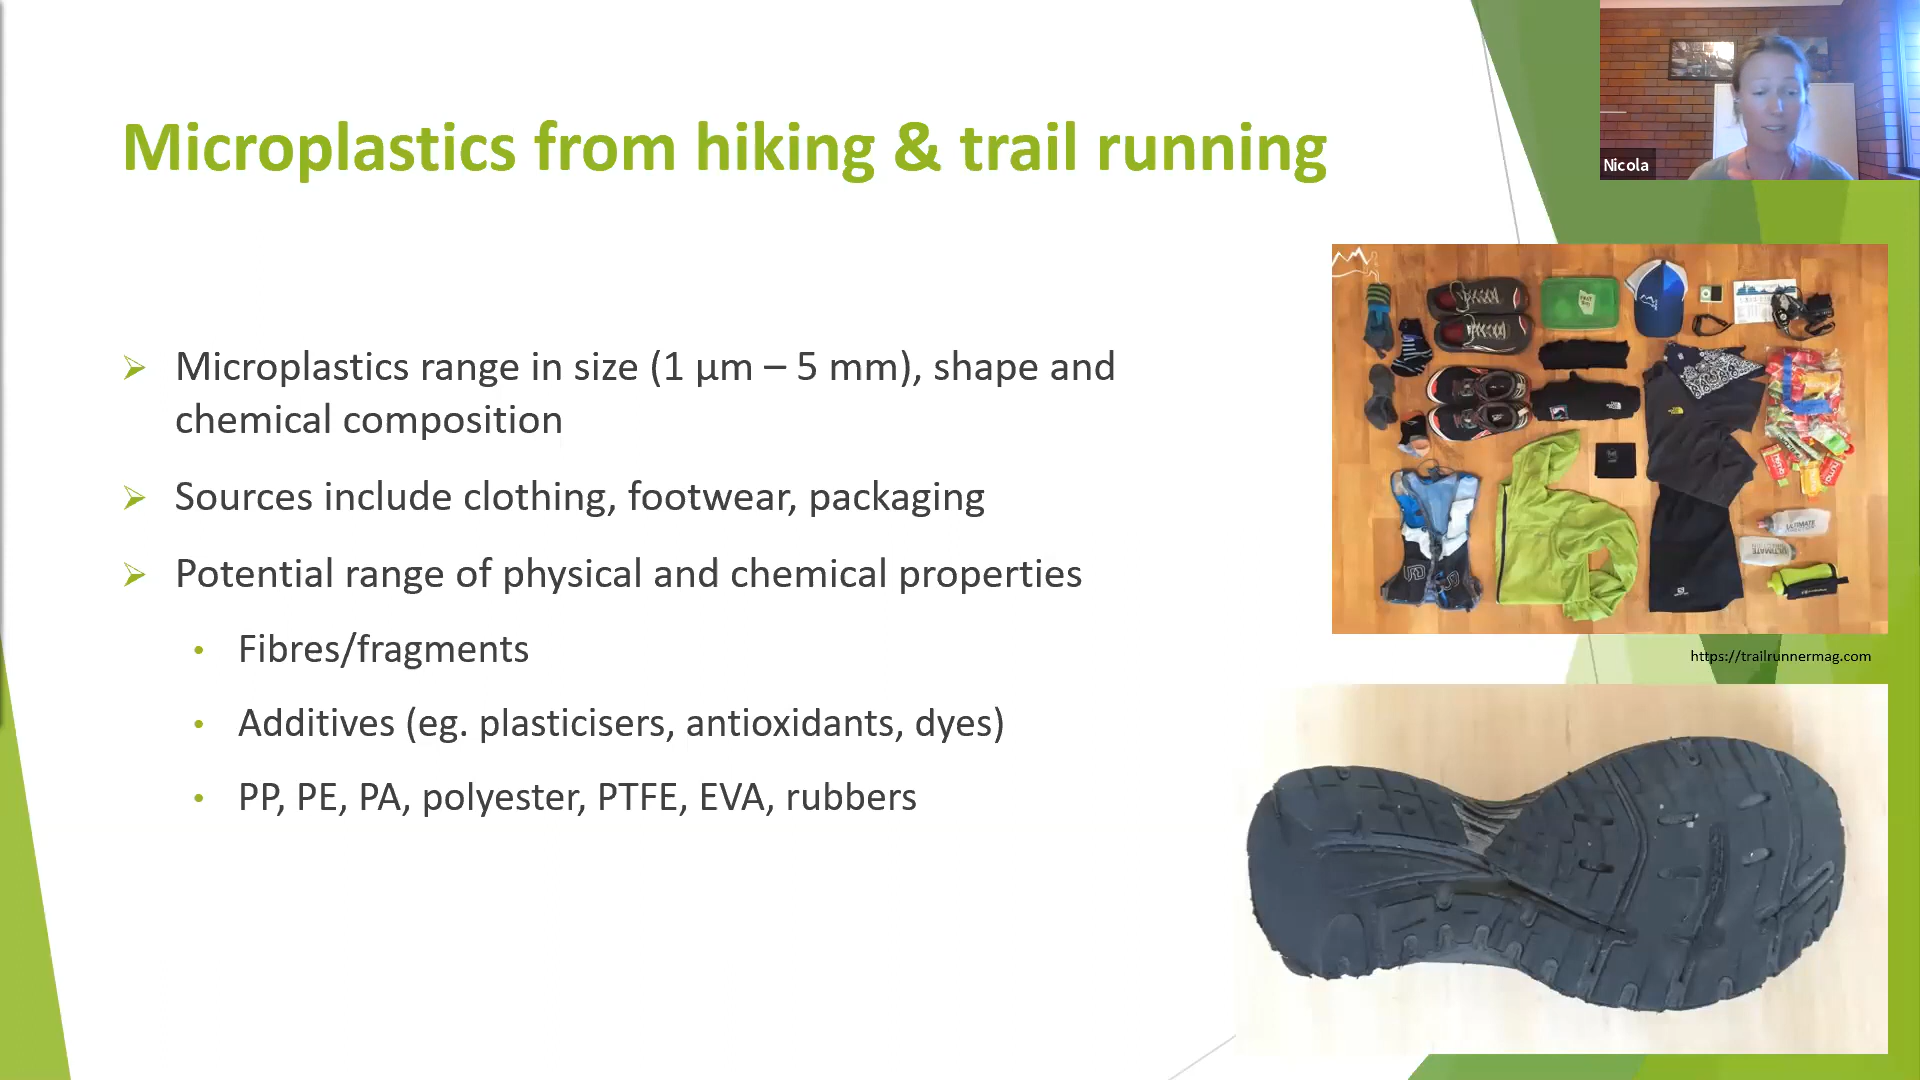 Microplastics from hiking & trail running
Nicola
➢ Microplastics range in size (1 µm – 5 mm), shape and
chemical composition
➢ Sources include clothing, footwear, packaging
➢ Potential range of physical and chemical properties
• Fibres/fragments
• Additives (eg. plasticisers, antioxidants, dyes)
• PP, PE, PA, polyester, PTFE, EVA, rubbers
ULTIMATE
ULTIMATE
https://trailrunnermag.com